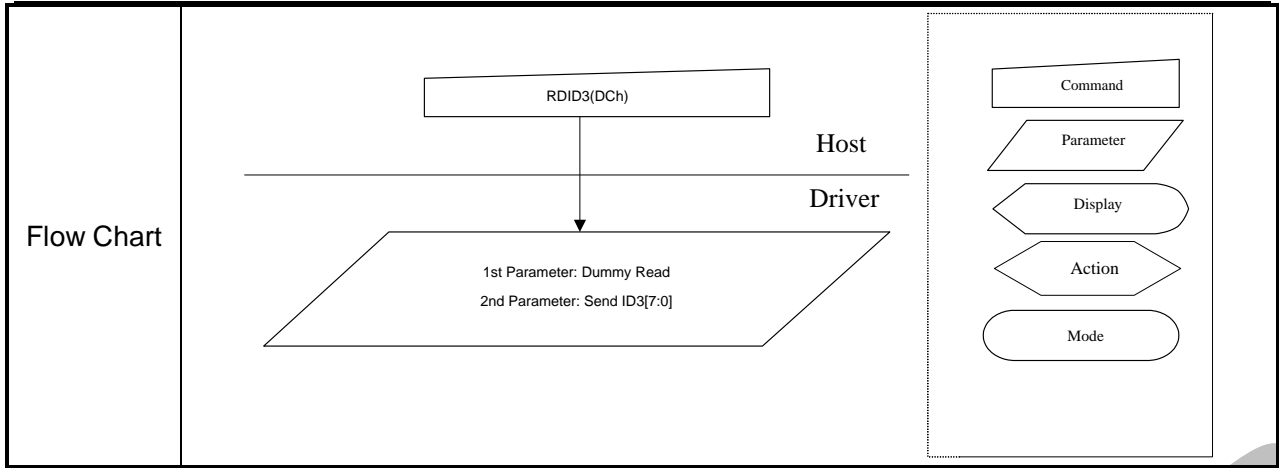 Flow Chart
RDID3(DCh)
Host
Driver
1st Parameter: Dummy Read
2nd Parameter: Send ID3[7:0]
Command
Parameter
Display
Action
Mode